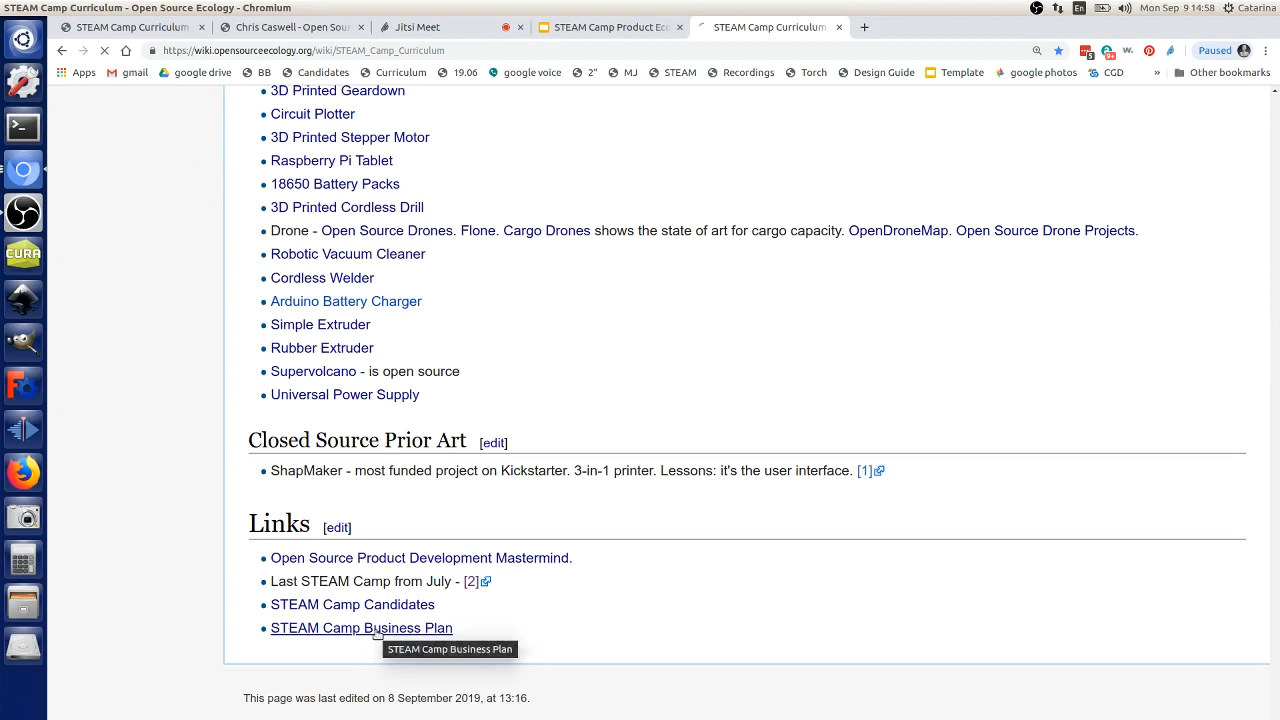 STEAM Camp Curriculum - Open Source Ecology - Chromium
En
Mon Sep 9 14:58
Catarina
STEAM Camp Curriculum
Chris Caswell - Open Sour
Jitsi Meet
STEAM Camp Product Ec
STEAM Camp Curriculum
https://wiki.opensourceecology.org/wiki/STEAM_Camp_Curriculum
5
9+
W.
Paused
Apps
gmail
google drive
BB
Candidates
Curriculum
19.06
google voice
2"
MJ
STEAM
Recordings
Torch
Design Guide
Template
google photos
CGD
»
Other bookmarks
3D Printed Geardown
Circuit Plotter
3D Printed Stepper Motor
Raspberry Pi Tablet
18650 Battery Packs
3D Printed Cordless Drill
Drone - Open Source Drones. Flone. Cargo Drones shows the state of art for cargo capacity. OpenDroneMap. Open Source Drone Projects.
Robotic Vacuum Cleaner
Cordless Welder
Arduino Battery Charger
Simple Extruder
Rubber Extruder
Supervolcano - is open source
Universal Power Supply
Closed Source Prior Art [edit]
ShapMaker - most funded project on Kickstarter. 3-in-1 printer. Lessons: it's the user interface. [1]
Links [edit]
Open Source Product Development Mastermind.
Last STEAM Camp from July - [2]
STEAM Camp Candidates
STEAM Camp Business Plan
STEAM Camp Business Plan
This page was last edited on 8 September 2019, at 13:16.
CURA